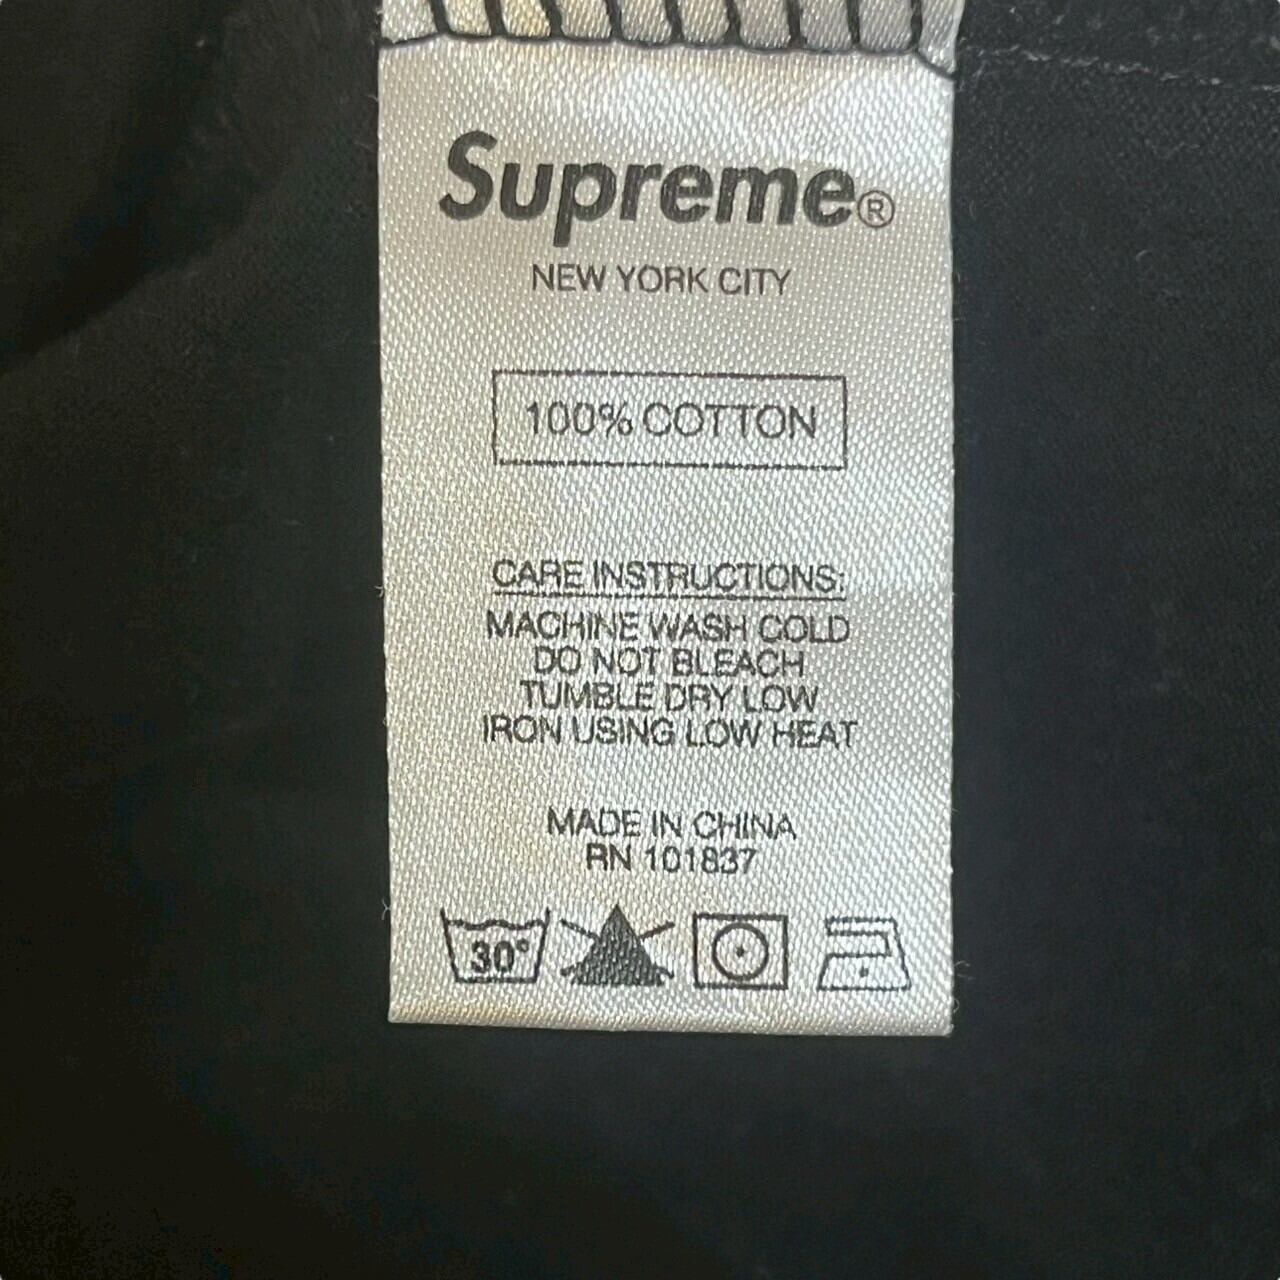 Supreme®
NEW YORK CITY
100% COTTON
CARE INSTRUCTIONS:
MACHINE WASH COLD
DO NOT BLEACH
TUMBLE DRY LOW
IRON USING LOW HEAT
MADE IN CHINA
RN 101837
30°